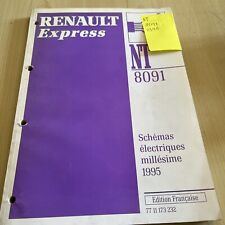 RENAULT
Express
NT
8091
Schémas
électriques
millésime
1995
Edition Française
77 11 173 232